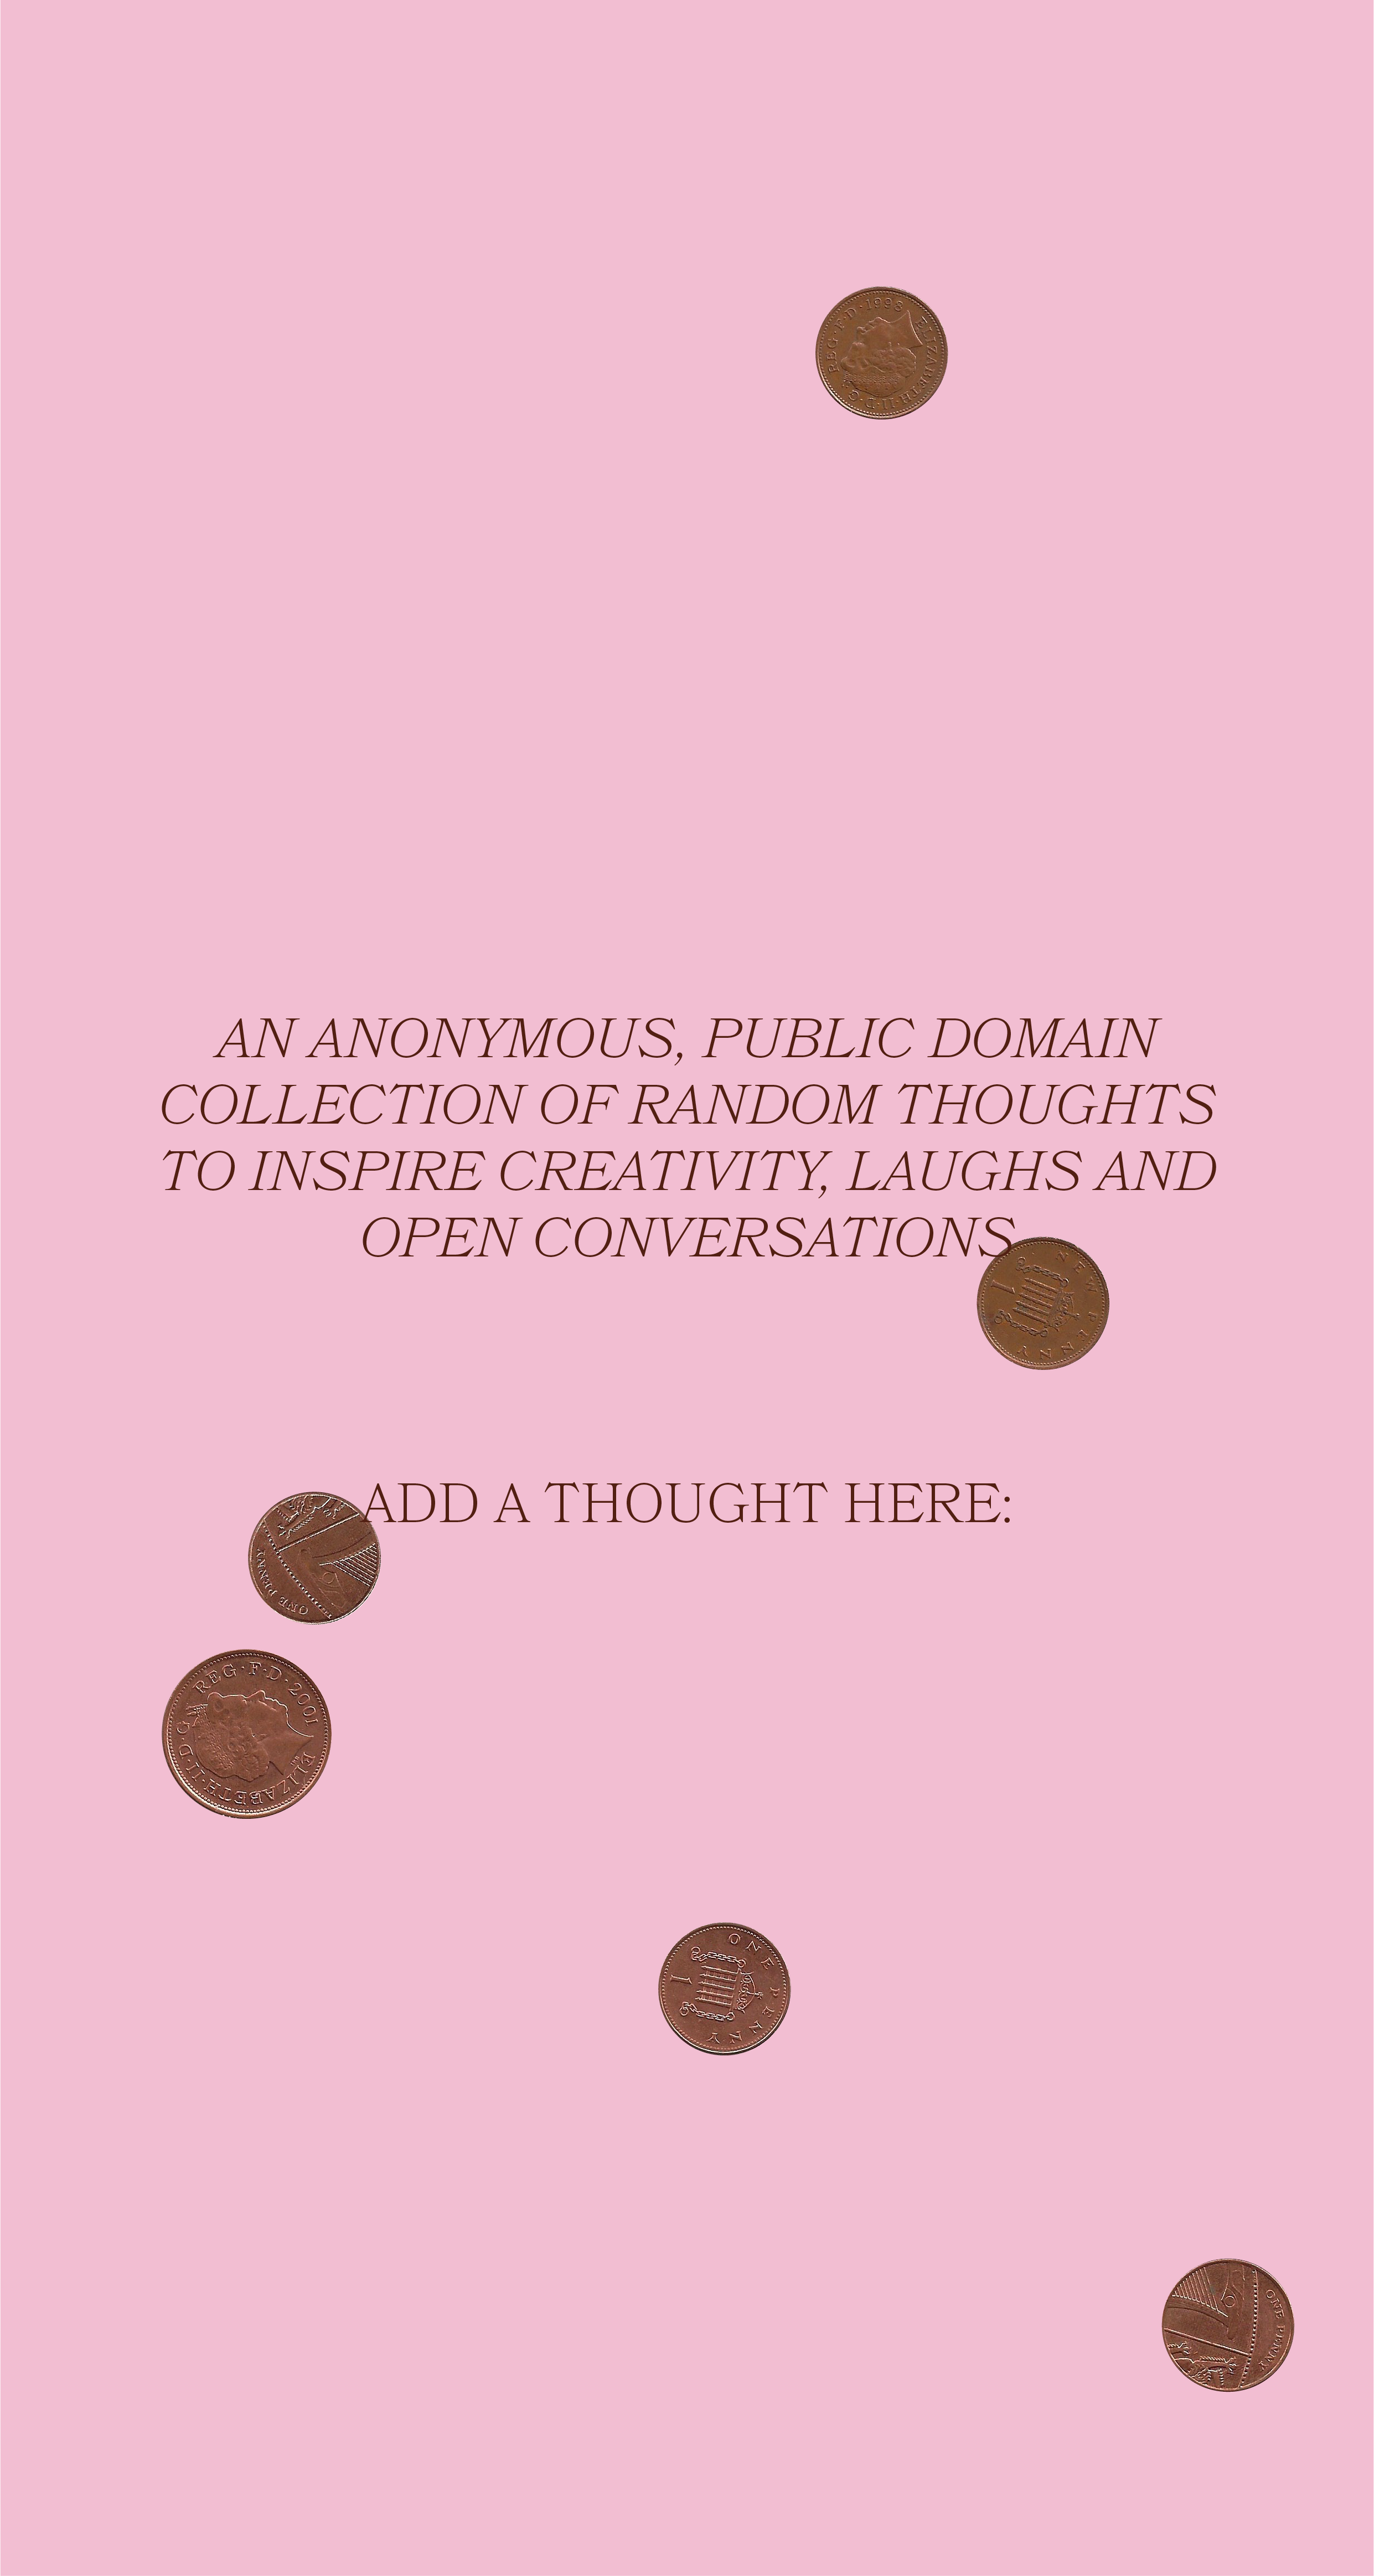 ELIZABETH·II·D·G REG·F·D·1998
AN ANONYMOUS, PUBLIC DOMAIN
COLLECTION OF RANDOM THOUGHTS
TO INSPIRE CREATIVITY, LAUGHS AND
OPEN CONVERSATIONS
NEW PENNY
1
ADD A THOUGHT HERE:
ONE PENNY
ELIZABETH·II·D·G REG·F·D·2001
ONE PENNY
1
ONE PENNY